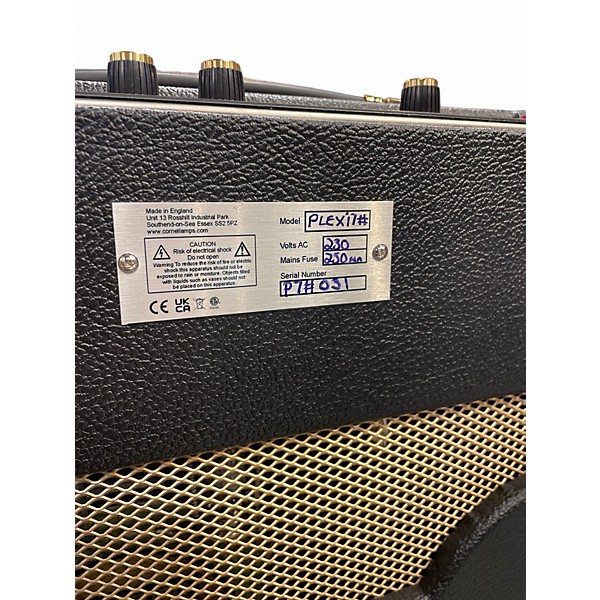 Made in England
Unit 13 Rosshill Industrial Park
Southend-on-Sea Essex SS2 5PZ
www.cornellamps.com
CAUTION
Risk of electrical shock
Do not open
Warning To reduce the risk of fire or electric
shock this apparatus should not be
exposed to rain or moisture. Objects filled
with liquids such as vases should not
be placed on this apparatus.
CE UK
CA
Model PLEXi7#
Volts AC 230
Mains Fuse 250mA
Serial Number
P7#031